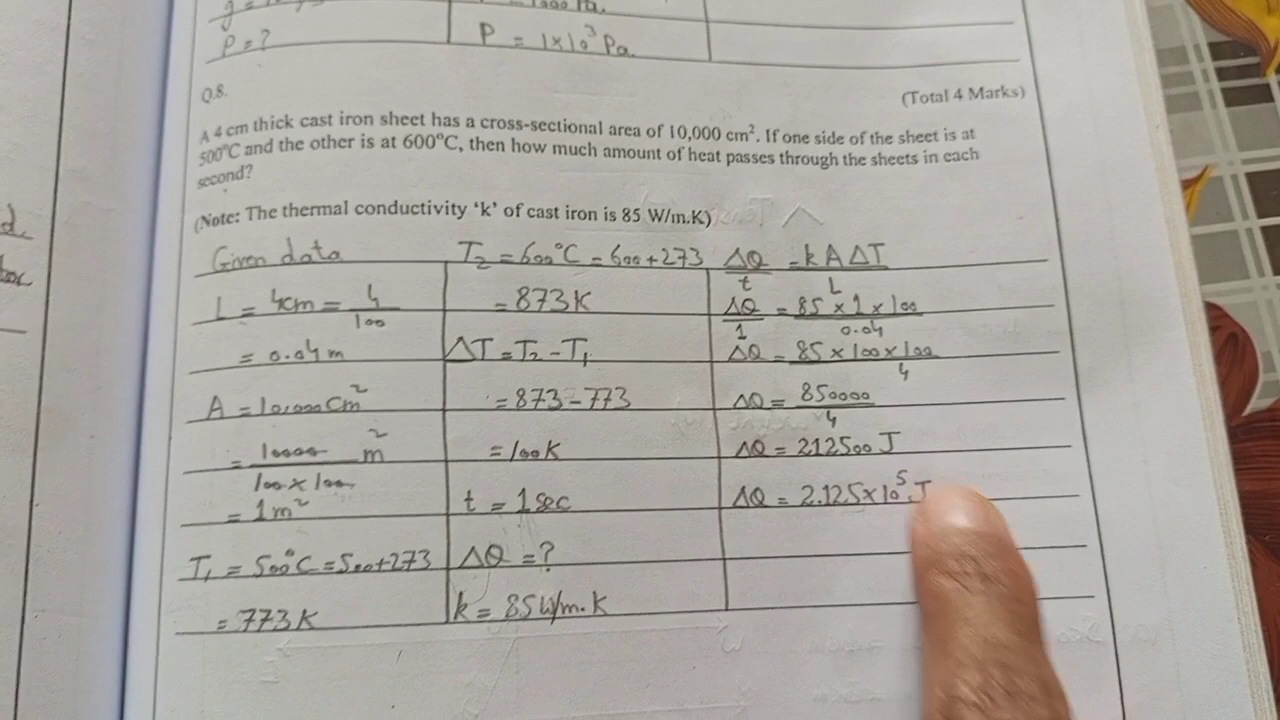 P = ?
P = 1×10³ Pa
Q.8.
(Total 4 Marks)
A 4 cm thick cast iron sheet has a cross-sectional area of 10,000 cm². If one side of the sheet is at
500°C and the other is at 600°C, then how much amount of heat passes through the sheets in each
second?
(Note: The thermal conductivity ‘k’ of cast iron is 85 W/m.K)
Given data
L = 4cm = 4/100
= 0.04 m
A = 10,000 cm²
= 10000/100×100 m²
= 1m²
T₁ = 500°C = 500+273
= 773K
T₂ = 600°C = 600+273
= 873K
ΔT = T₂ - T₁
= 873-773
= 100K
t = 1 sec
ΔQ = ?
k = 85W/m.K
ΔQ/t = kAΔT/L
ΔQ/1 = 85 × 1 × 100/0.04
ΔQ = 85 × 100 × 100/4
ΔQ = 850000/4
ΔQ = 212500 J
ΔQ = 2.125×10⁵ J